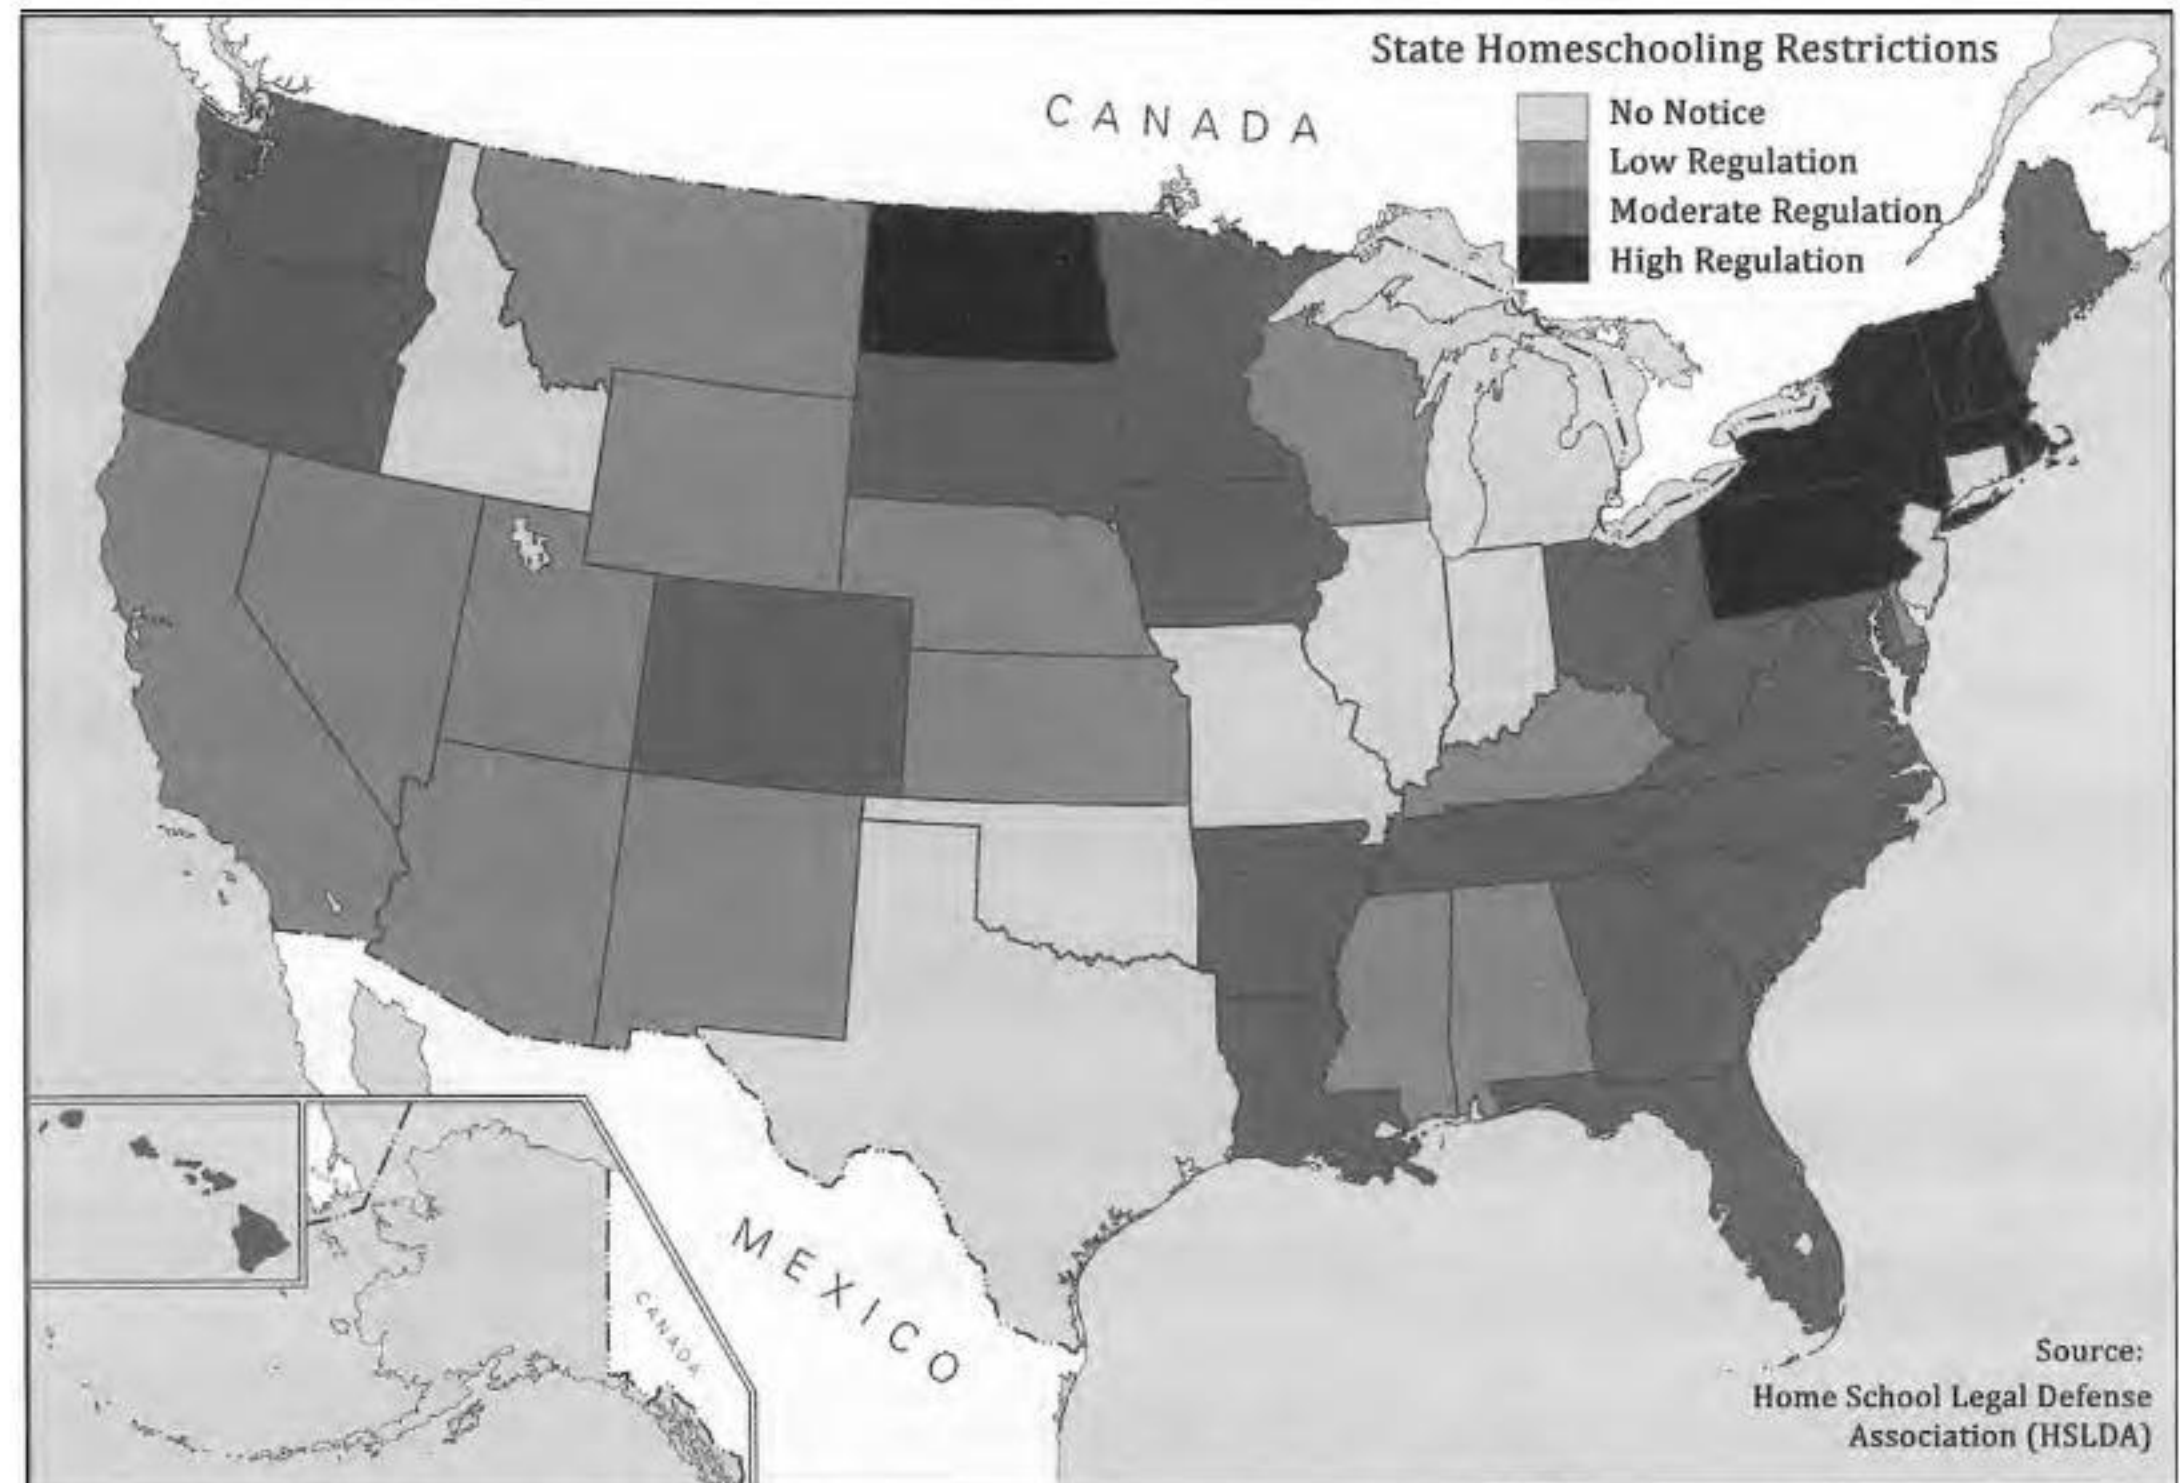 State Homeschooling Restrictions
No Notice
Low Regulation
Moderate Regulation
High Regulation
CANADA
MEXICO
CANADA
Source:
Home School Legal Defense
Association (HSLDA)